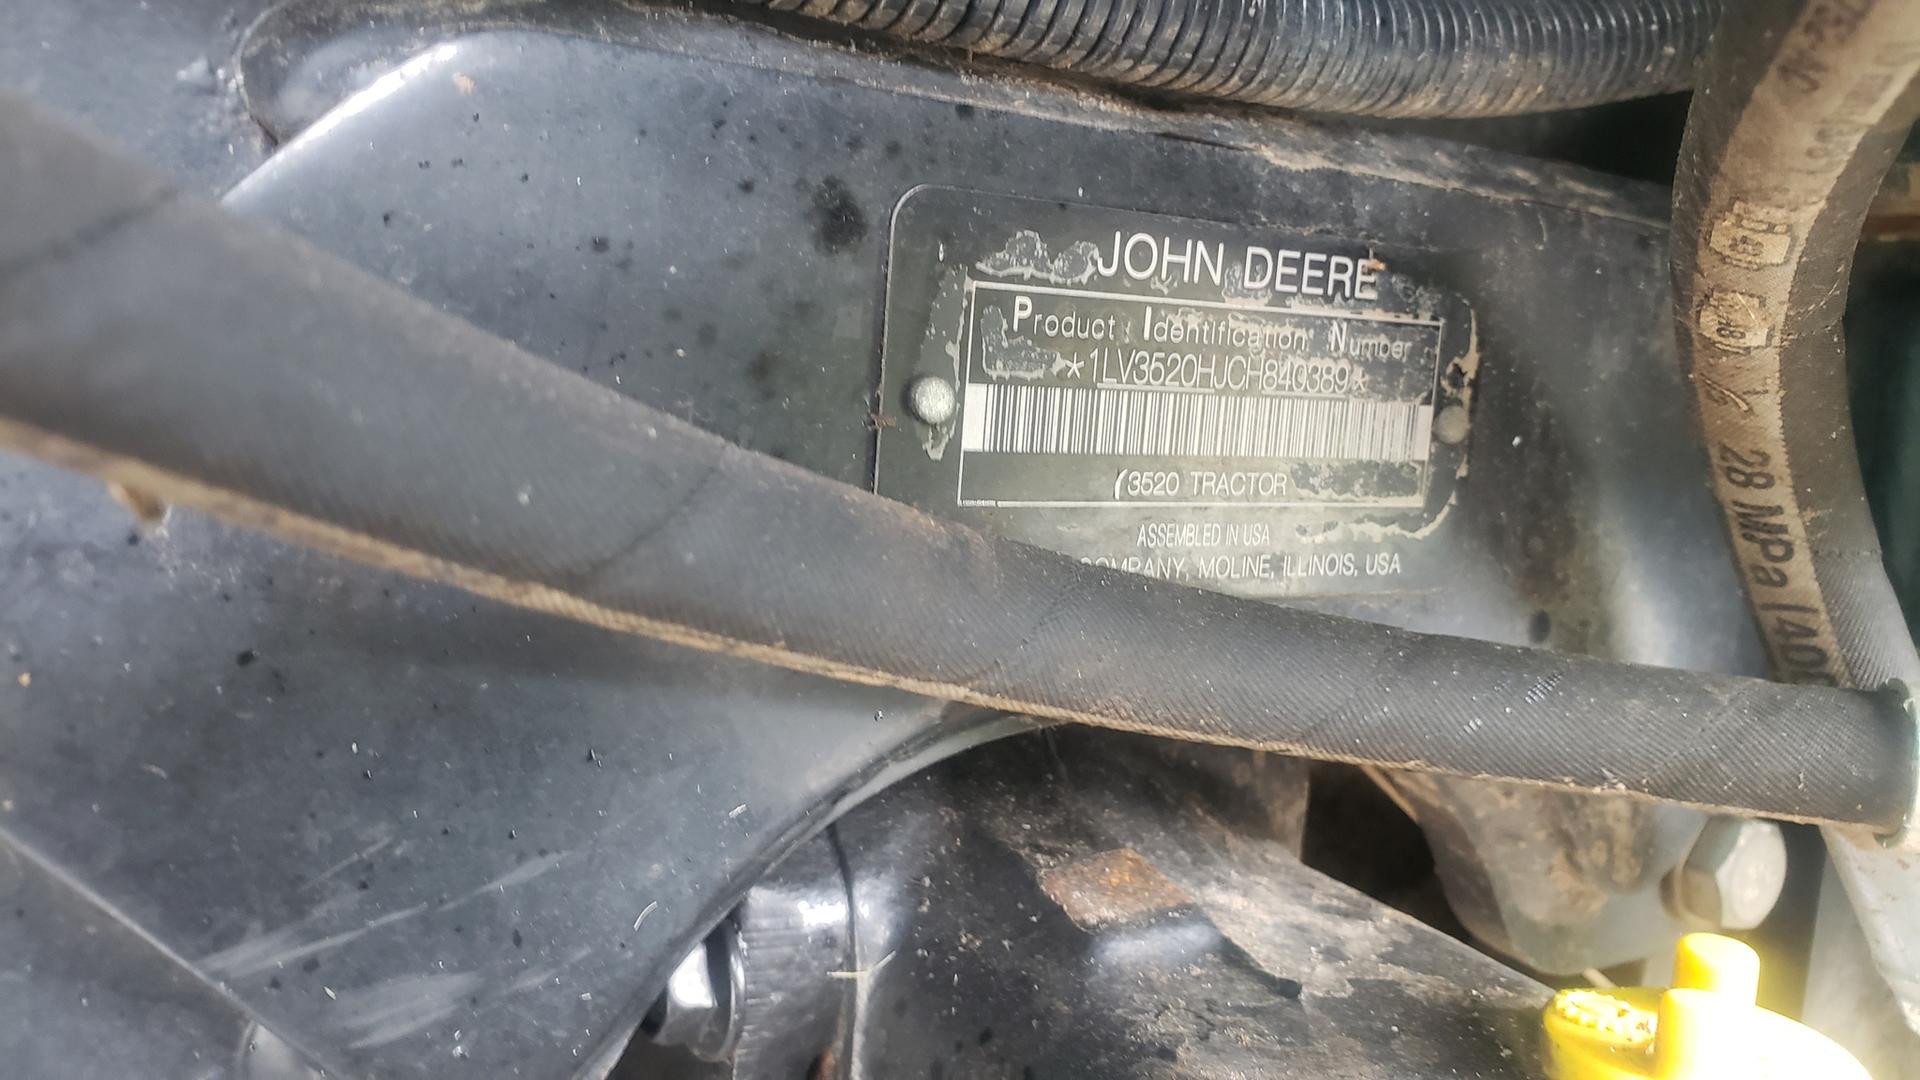 JOHN DEERE
Product Identification Number
*1LV3520HJCH840389*
3520 TRACTOR
ASSEMBLED IN USA
COMPANY, MOLINE, ILLINOIS, USA
28 MPa